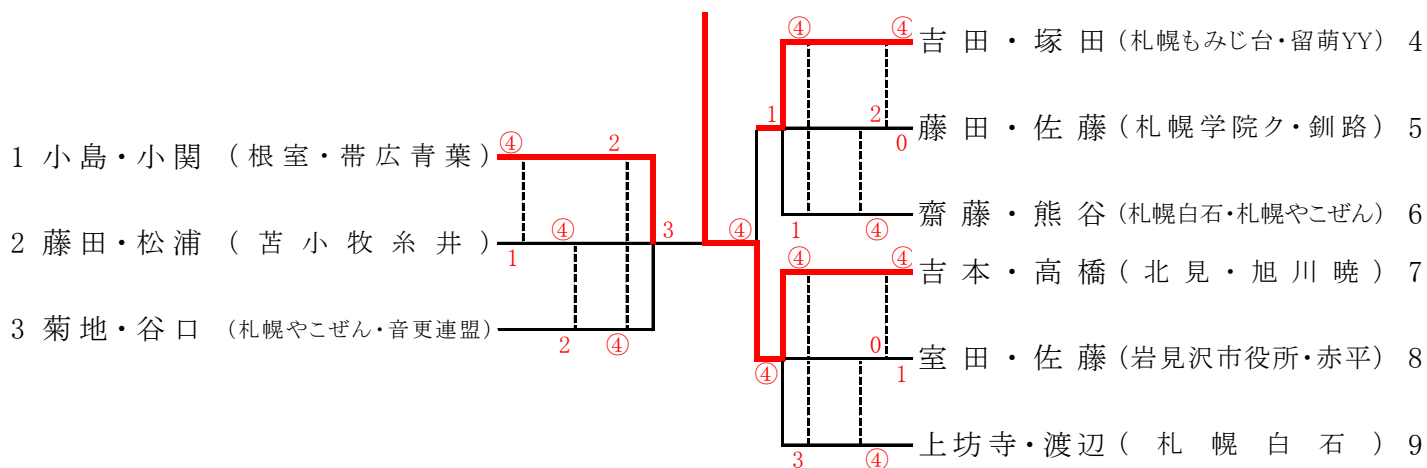 1 小島・小関 (根室・帯広青葉)
2 藤田・松浦 (苫小牧糸井)
3 菊地・谷口 (札幌やこぜん・音更連盟)
④ 2
1 ④ 3
2 ④
④ ④
吉田・塚田 (札幌もみじ台・留萌YY) 4
1 2 0
藤田・佐藤 (札幌学院ク・釧路) 5
1 ④
齋藤・熊谷 (札幌白石・札幌やこぜん) 6
④
④ ④
吉本・高橋 (北見・旭川暁) 7
④ 0 1
室田・佐藤 (岩見沢市役所・赤平) 8
3 ④
上坊寺・渡辺 (札幌白石) 9